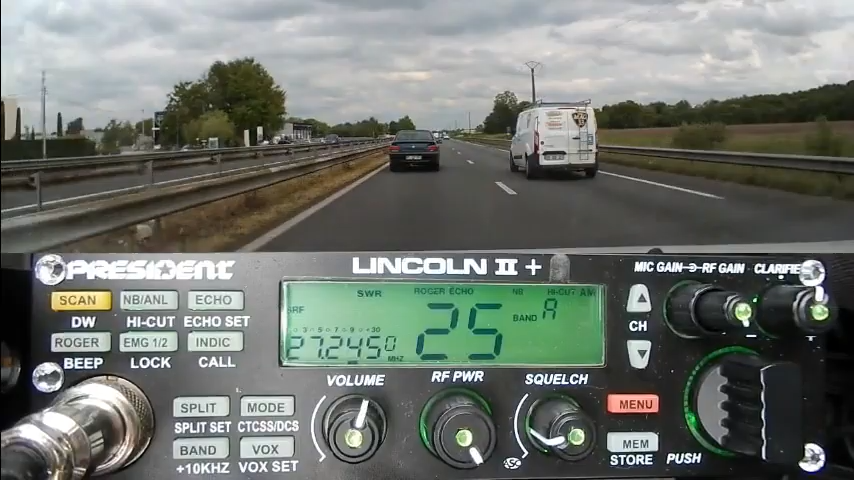 PRESIDENT
LINCOLN II +
MIC GAIN RF GAIN CLARIFIER
SCAN NB/ANL ECHO
DW HI-CUT ECHO SET
ROGER EMG 1/2 INDIC
BEEP LOCK CALL
SPLIT MODE
SPLIT SET CTCSS/DCS
BAND VOX
+10KHZ VOX SET
SWR ROGER ECHO NB HI-CUT AM
SRF
25 BAND A
27.2450 MHZ
VOLUME RF PWR SQUELCH
ASC
CH
MENU
MEM
STORE PUSH